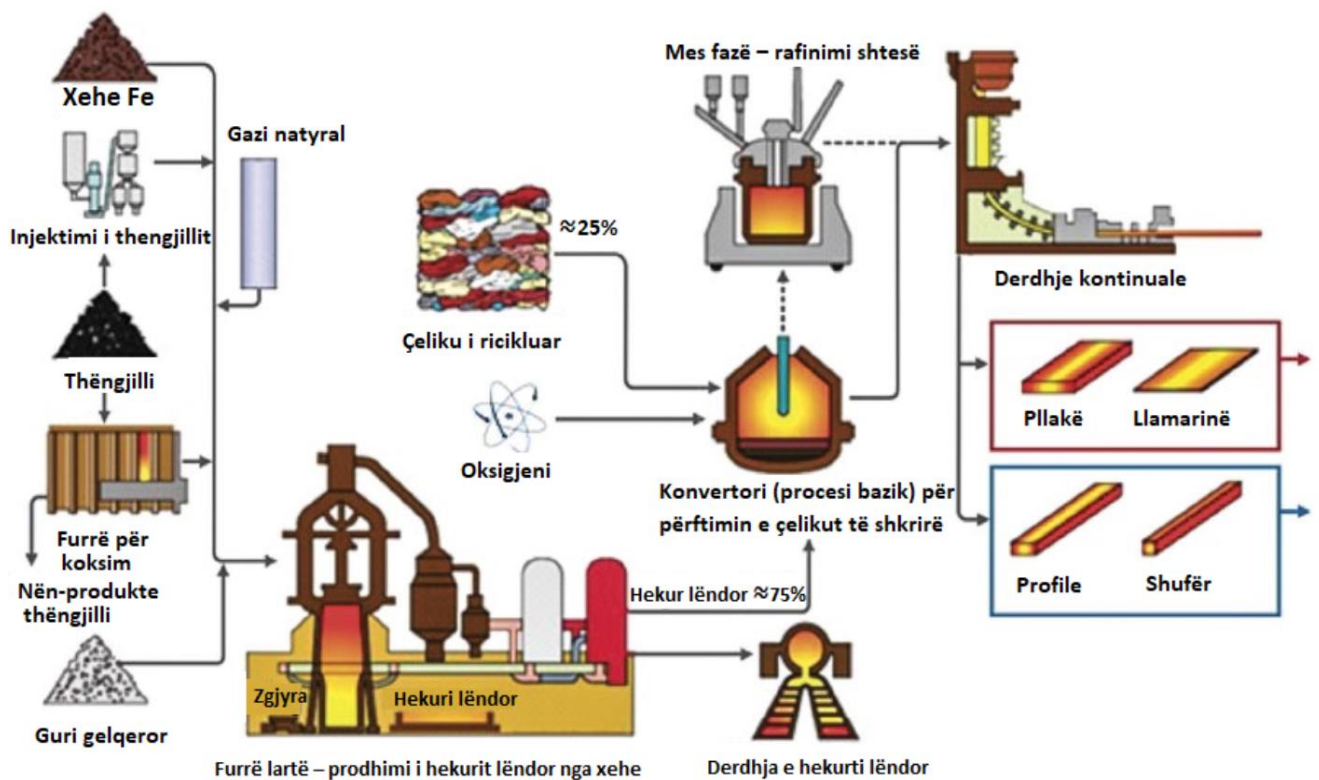 Xehe Fe
Injektimi i thengjillit
Thëngjilli
Furrë për
koksim
Nën-produkte
thëngjilli
Guri gelqeror
Gazi natyral
Çeliku i ricikluar
≈25%
Oksigjeni
Mes fazë – rafinimi shtesë
Konvertori (procesi bazik) për
përftimin e çelikut të shkrirë
Hekur lëndor ≈75%
Zgjyra
Hekuri lëndor
Furrë lartë – prodhimi i hekurit lëndor nga xehe
Derdhja e hekurti lëndor
Derdhje kontinuale
Pllakë
Llamarinë
Profile
Shufër